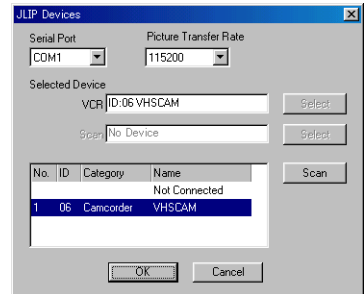 JLIP Devices
Serial Port Picture Transfer Rate
COM1 115200
Selected Device
VCR ID:06 VHSCAM Select
Scan No Device Select
No. ID Category Name Scan
Not Connected
1 06 Camcorder VHSCAM
OK Cancel